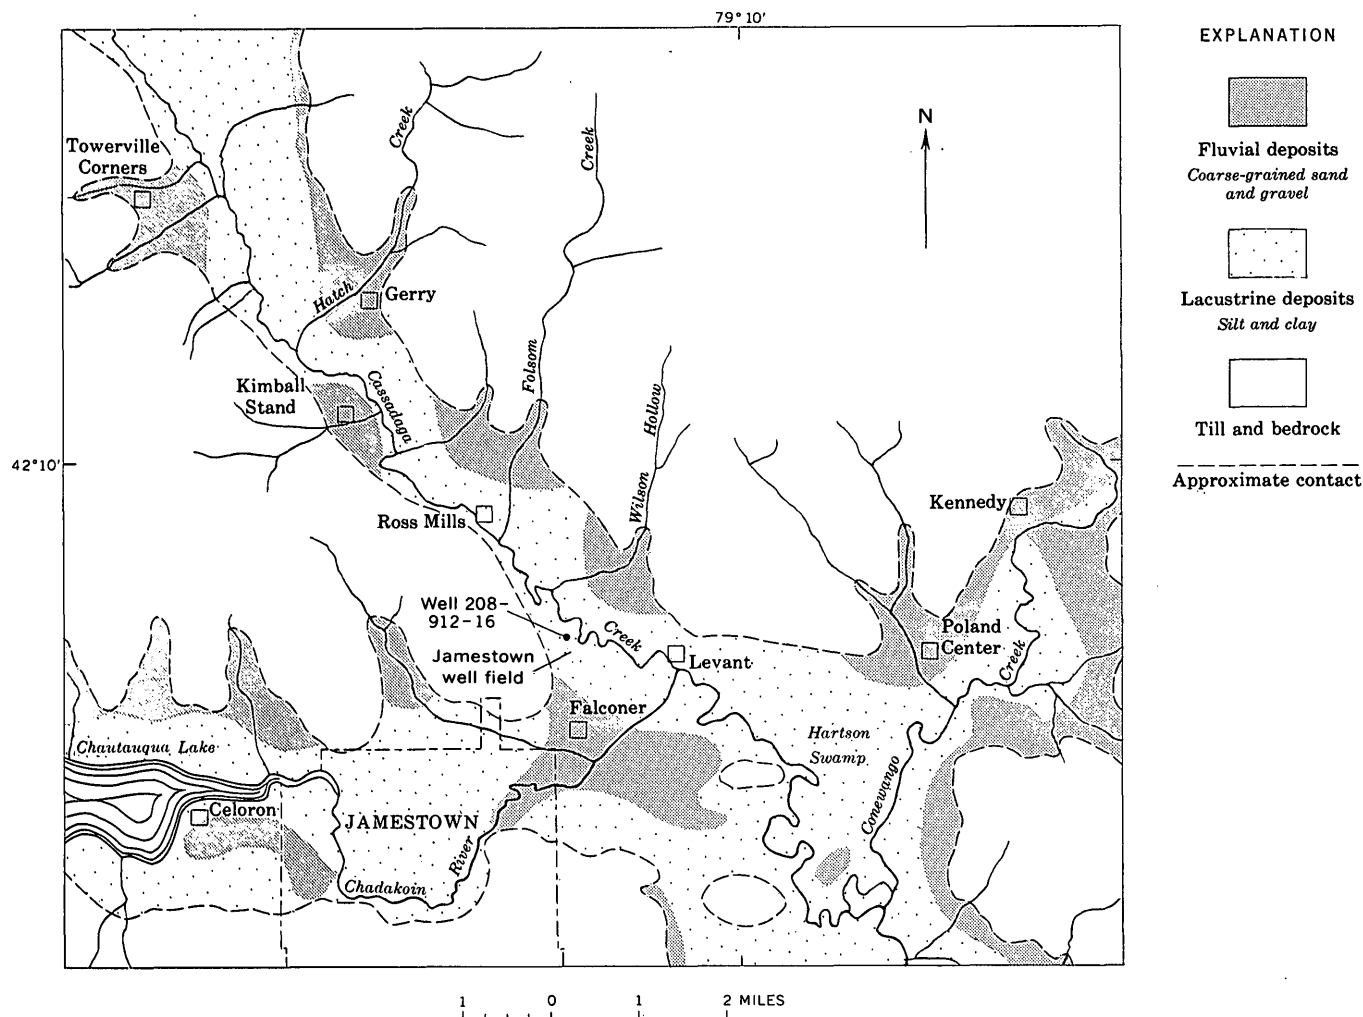 79°10'
EXPLANATION
Fluvial deposits
Coarse-grained sand
and gravel
Lacustrine deposits
Silt and clay
Till and bedrock
Approximate contact
N
Towerville
Corners
Creek
Creek
Hatch
Gerry
Kimball
Stand
Cassadaga
Folsom
Hollow
42°10'
Wilson
Kennedy
Ross Mills
Well 208-
912-16
Creek
Jamestown
well field
Levant
Poland
Center
Creek
Falconer
Chautauqua Lake
Hartson
Swamp
Conewango
Celoron
JAMESTOWN
River
Chadakoin
1 0 1 2 MILES